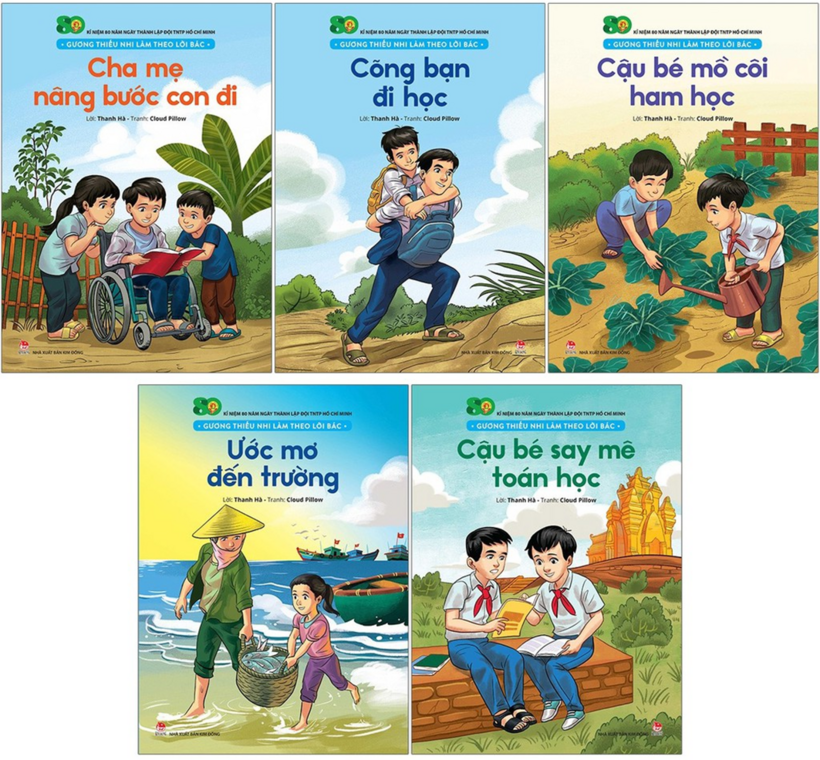 KỈ NIỆM 80 NĂM NGÀY THÀNH LẬP ĐỘI TNTP HỒ CHÍ MINH
GƯƠNG THIẾU NHI LÀM THEO LỜI BÁC
Cha mẹ
nâng bước con đi
Lời: Thanh Hà - Tranh: Cloud Pillow
NHÀ XUẤT BẢN KIM ĐỒNG
KỈ NIỆM 80 NĂM NGÀY THÀNH LẬP ĐỘI TNTP HỒ CHÍ MINH
GƯƠNG THIẾU NHI LÀM THEO LỜI BÁC
Cõng bạn
đi học
Lời: Thanh Hà - Tranh: Cloud Pillow
NHÀ XUẤT BẢN KIM ĐỒNG
KỈ NIỆM 80 NĂM NGÀY THÀNH LẬP ĐỘI TNTP HỒ CHÍ MINH
GƯƠNG THIẾU NHI LÀM THEO LỜI BÁC
Cậu bé mồ côi
ham học
Lời: Thanh Hà - Tranh: Cloud Pillow
NHÀ XUẤT BẢN KIM ĐỒNG
KỈ NIỆM 80 NĂM NGÀY THÀNH LẬP ĐỘI TNTP HỒ CHÍ MINH
GƯƠNG THIẾU NHI LÀM THEO LỜI BÁC
Ước mơ
đến trường
Lời: Thanh Hà - Tranh: Cloud Pillow
NHÀ XUẤT BẢN KIM ĐỒNG
KỈ NIỆM 80 NĂM NGÀY THÀNH LẬP ĐỘI TNTP HỒ CHÍ MINH
GƯƠNG THIẾU NHI LÀM THEO LỜI BÁC
Cậu bé say mê
toán học
Lời: Thanh Hà - Tranh: Cloud Pillow
NHÀ XUẤT BẢN KIM ĐỒNG